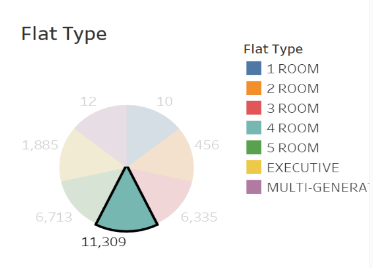 Flat Type
Flat Type
1 ROOM
2 ROOM
3 ROOM
4 ROOM
5 ROOM
EXECUTIVE
MULTI-GENERA
12
10
1,885
456
6,713
6,335
11,309